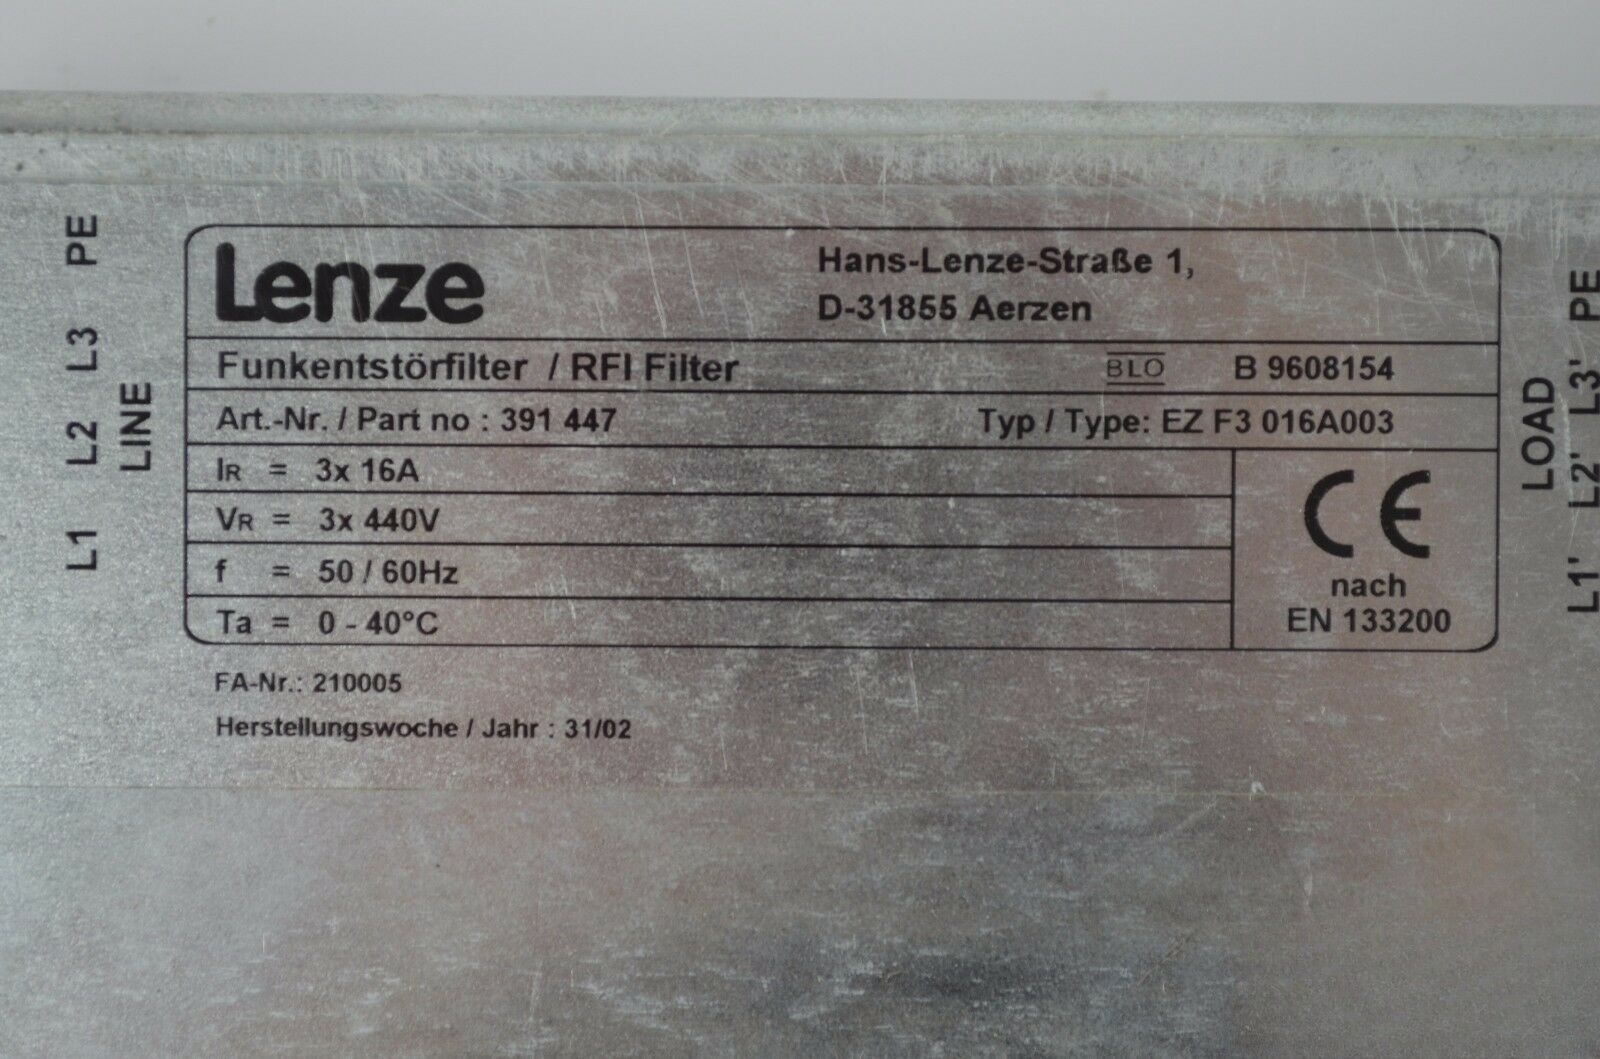 Lenze
Hans-Lenze-Straße 1,
D-31855 Aerzen
Funkentstörfilter / RFI Filter BLO B 9608154
Art.-Nr. / Part no : 391 447 Typ / Type: EZ F3 016A003
IR = 3x 16A
VR = 3x 440V
f = 50 / 60Hz
Ta = 0 - 40°C
CE
nach
EN 133200
FA-Nr.: 210005
Herstellungswoche / Jahr : 31/02
L1 L2 L3 PE
LINE
LOAD
L1' L2' L3' PE